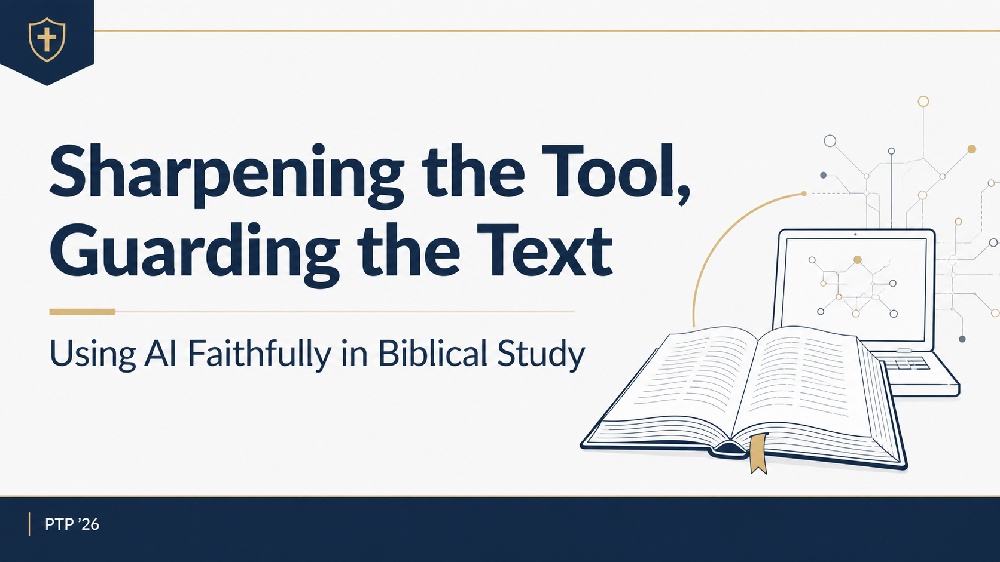 Sharpening the Tool,
Guarding the Text
Using AI Faithfully in Biblical Study
PTP ’26